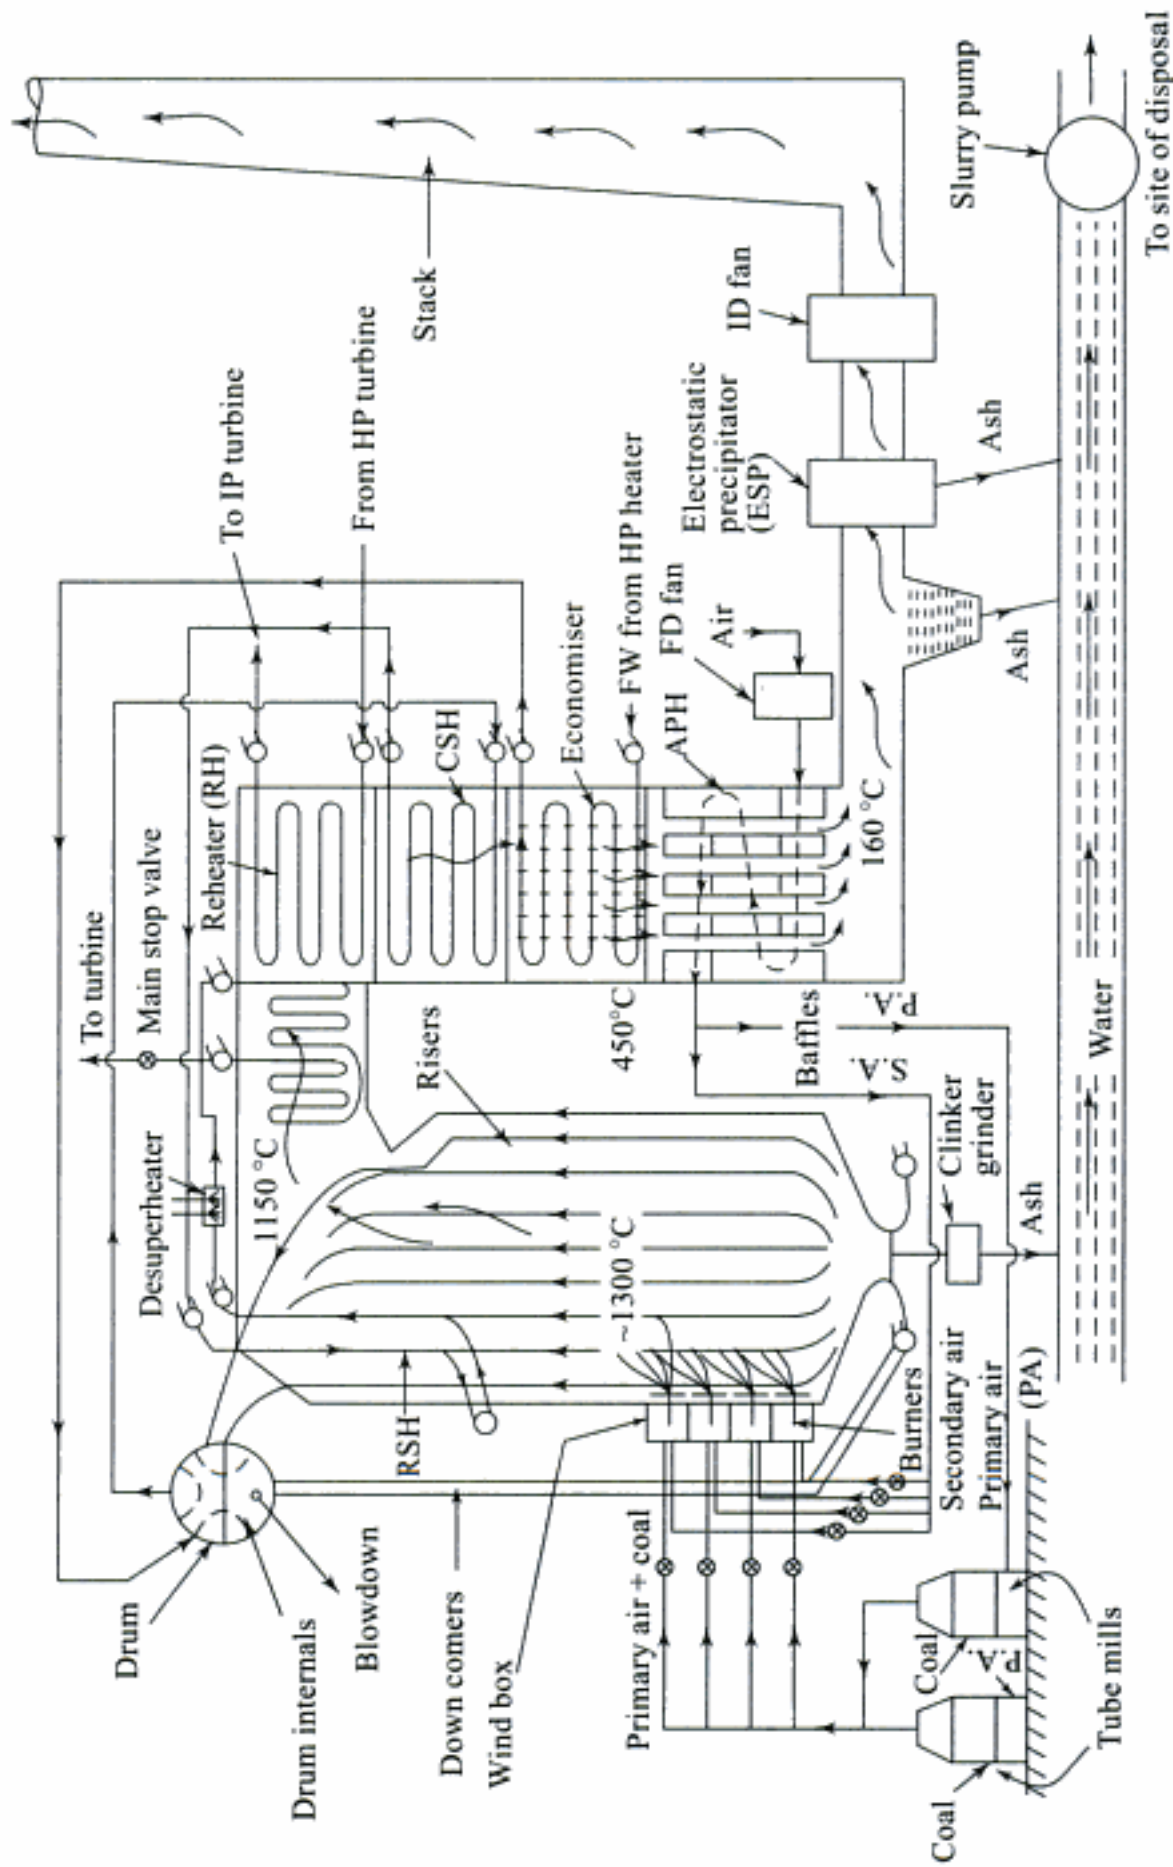 To turbine
Main stop valve
Desuperheater
Reheater (RH)
To IP turbine
From HP turbine
Stack
Drum
Drum internals
Blowdown
1150 °C
RSH
Risers
CSH
Economiser
FW from HP heater
Down comers
Wind box
~1300 °C
450°C
APH
FD fan
Air
Electrostatic
precipitator
(ESP)
ID fan
Primary air + coal
Burners
Baffles
160 °C
S.A.
P.A.
Secondary air
Primary air
(PA)
Clinker
grinder
Ash
Ash
Ash
Slurry pump
Coal
Coal
P.A.
Tube mills
Water
To site of disposal